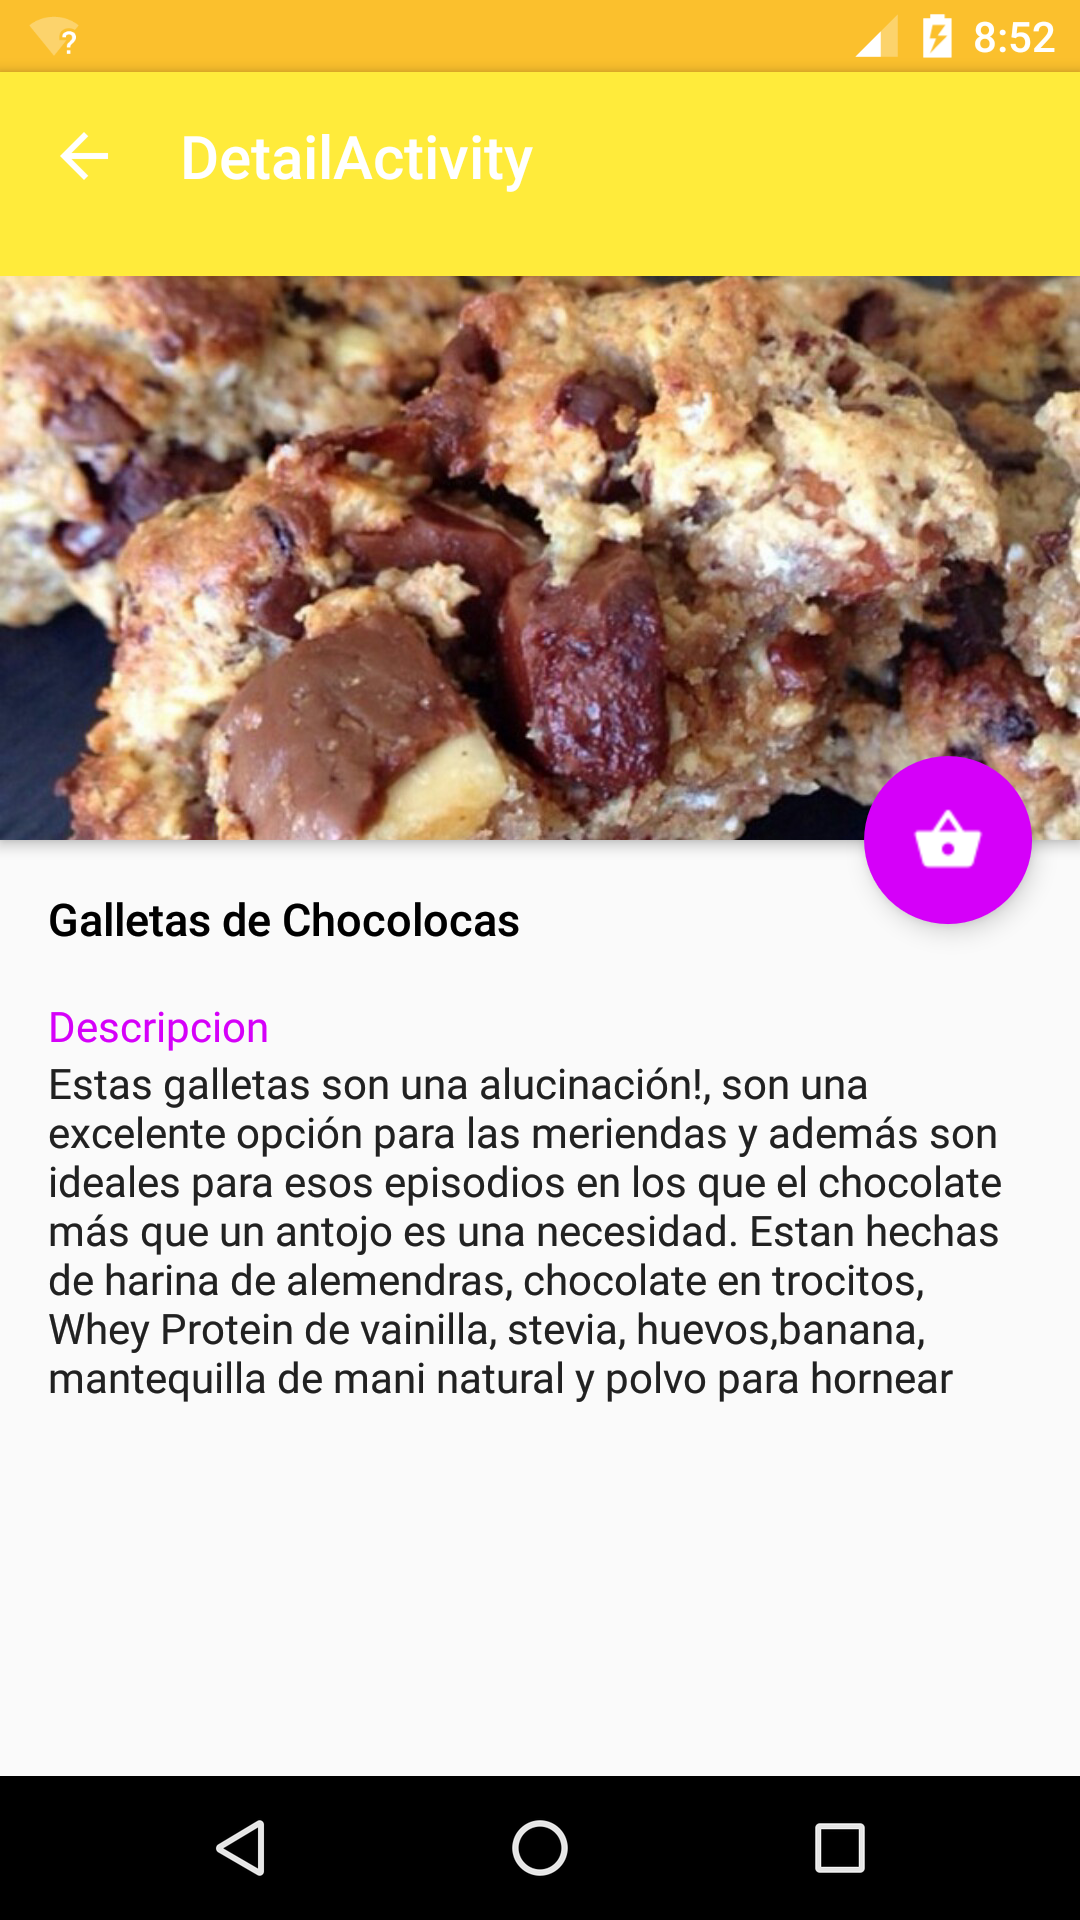 ?
8:52
DetailActivity
Galletas de Chocolocas
Descripcion
Estas galletas son una alucinación!, son una
excelente opción para las meriendas y además son
ideales para esos episodios en los que el chocolate
más que un antojo es una necesidad. Estan hechas
de harina de alemendras, chocolate en trocitos,
Whey Protein de vainilla, stevia, huevos,banana,
mantequilla de mani natural y polvo para hornear